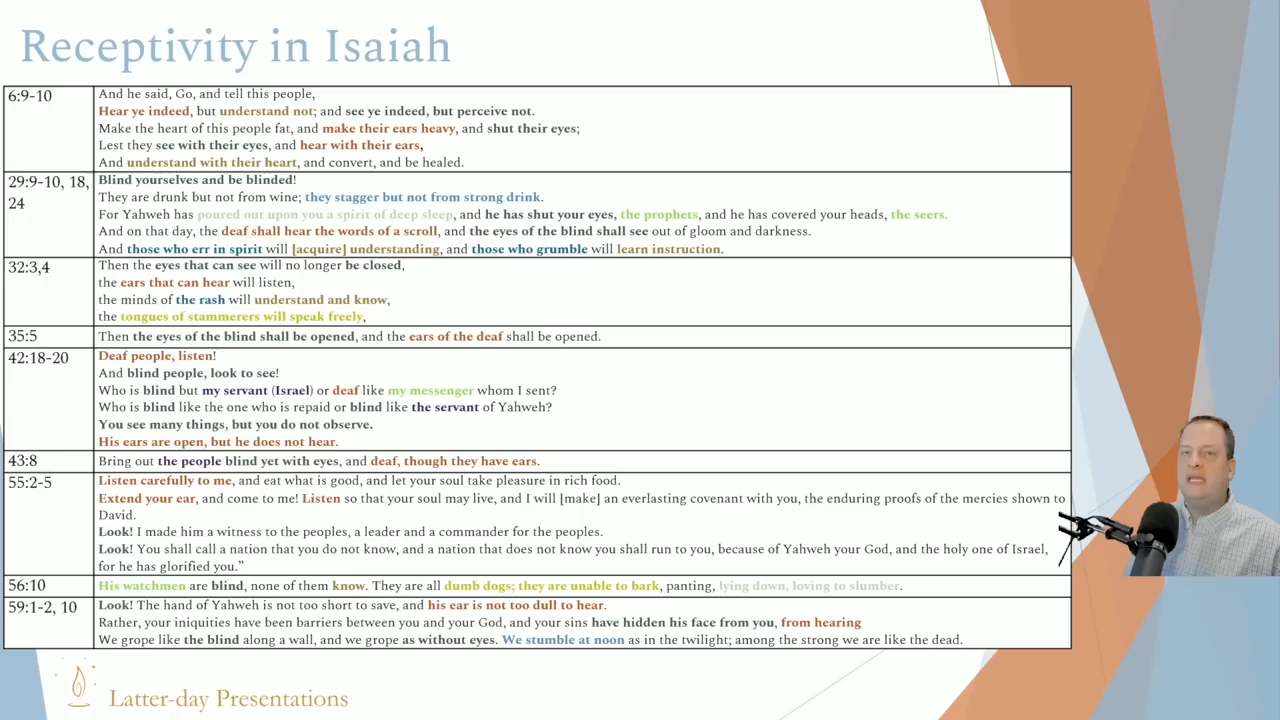 Receptivity in Isaiah
6:9-10
And he said, Go, and tell this people,
Hear ye indeed, but understand not; and see ye indeed, but perceive not.
Make the heart of this people fat, and make their ears heavy, and shut their eyes;
Lest they see with their eyes, and hear with their ears,
And understand with their heart, and convert, and be healed.
29:9-10, 18,
24
Blind yourselves and be blinded!
They are drunk but not from wine; they stagger but not from strong drink.
For Yahweh has poured out upon you a spirit of deep sleep, and he has shut your eyes, the prophets, and he has covered your heads, the seers.
And on that day, the deaf shall hear the words of a scroll, and the eyes of the blind shall see out of gloom and darkness.
And those who err in spirit will [acquire] understanding, and those who grumble will learn instruction.
32:3,4
Then the eyes that can see will no longer be closed,
the ears that can hear will listen,
the minds of the rash will understand and know,
the tongues of stammerers will speak freely,
35:5
Then the eyes of the blind shall be opened, and the ears of the deaf shall be opened.
42:18-20
Deaf people, listen!
And blind people, look to see!
Who is blind but my servant (Israel) or deaf like my messenger whom I sent?
Who is blind like the one who is repaid or blind like the servant of Yahweh?
You see many things, but you do not observe.
His ears are open, but he does not hear.
43:8
Bring out the people blind yet with eyes, and deaf, though they have ears.
55:2-5
Listen carefully to me, and eat what is good, and let your soul take pleasure in rich food.
Extend your ear, and come to me! Listen so that your soul may live, and I will [make] an everlasting covenant with you, the enduring proofs of the mercies shown to
David.
Look! I made him a witness to the peoples, a leader and a commander for the peoples.
Look! You shall call a nation that you do not know, and a nation that does not know you shall run to you, because of Yahweh your God, and the holy one of Israel,
for he has glorified you.”
56:10
His watchmen are blind, none of them know. They are all dumb dogs; they are unable to bark, panting, lying down, loving to slumber.
59:1-2, 10
Look! The hand of Yahweh is not too short to save, and his ear is not too dull to hear.
Rather, your iniquities have been barriers between you and your God, and your sins have hidden his face from you, from hearing
We grope like the blind along a wall, and we grope as without eyes. We stumble at noon as in the twilight; among the strong we are like the dead.
Latter-day Presentations